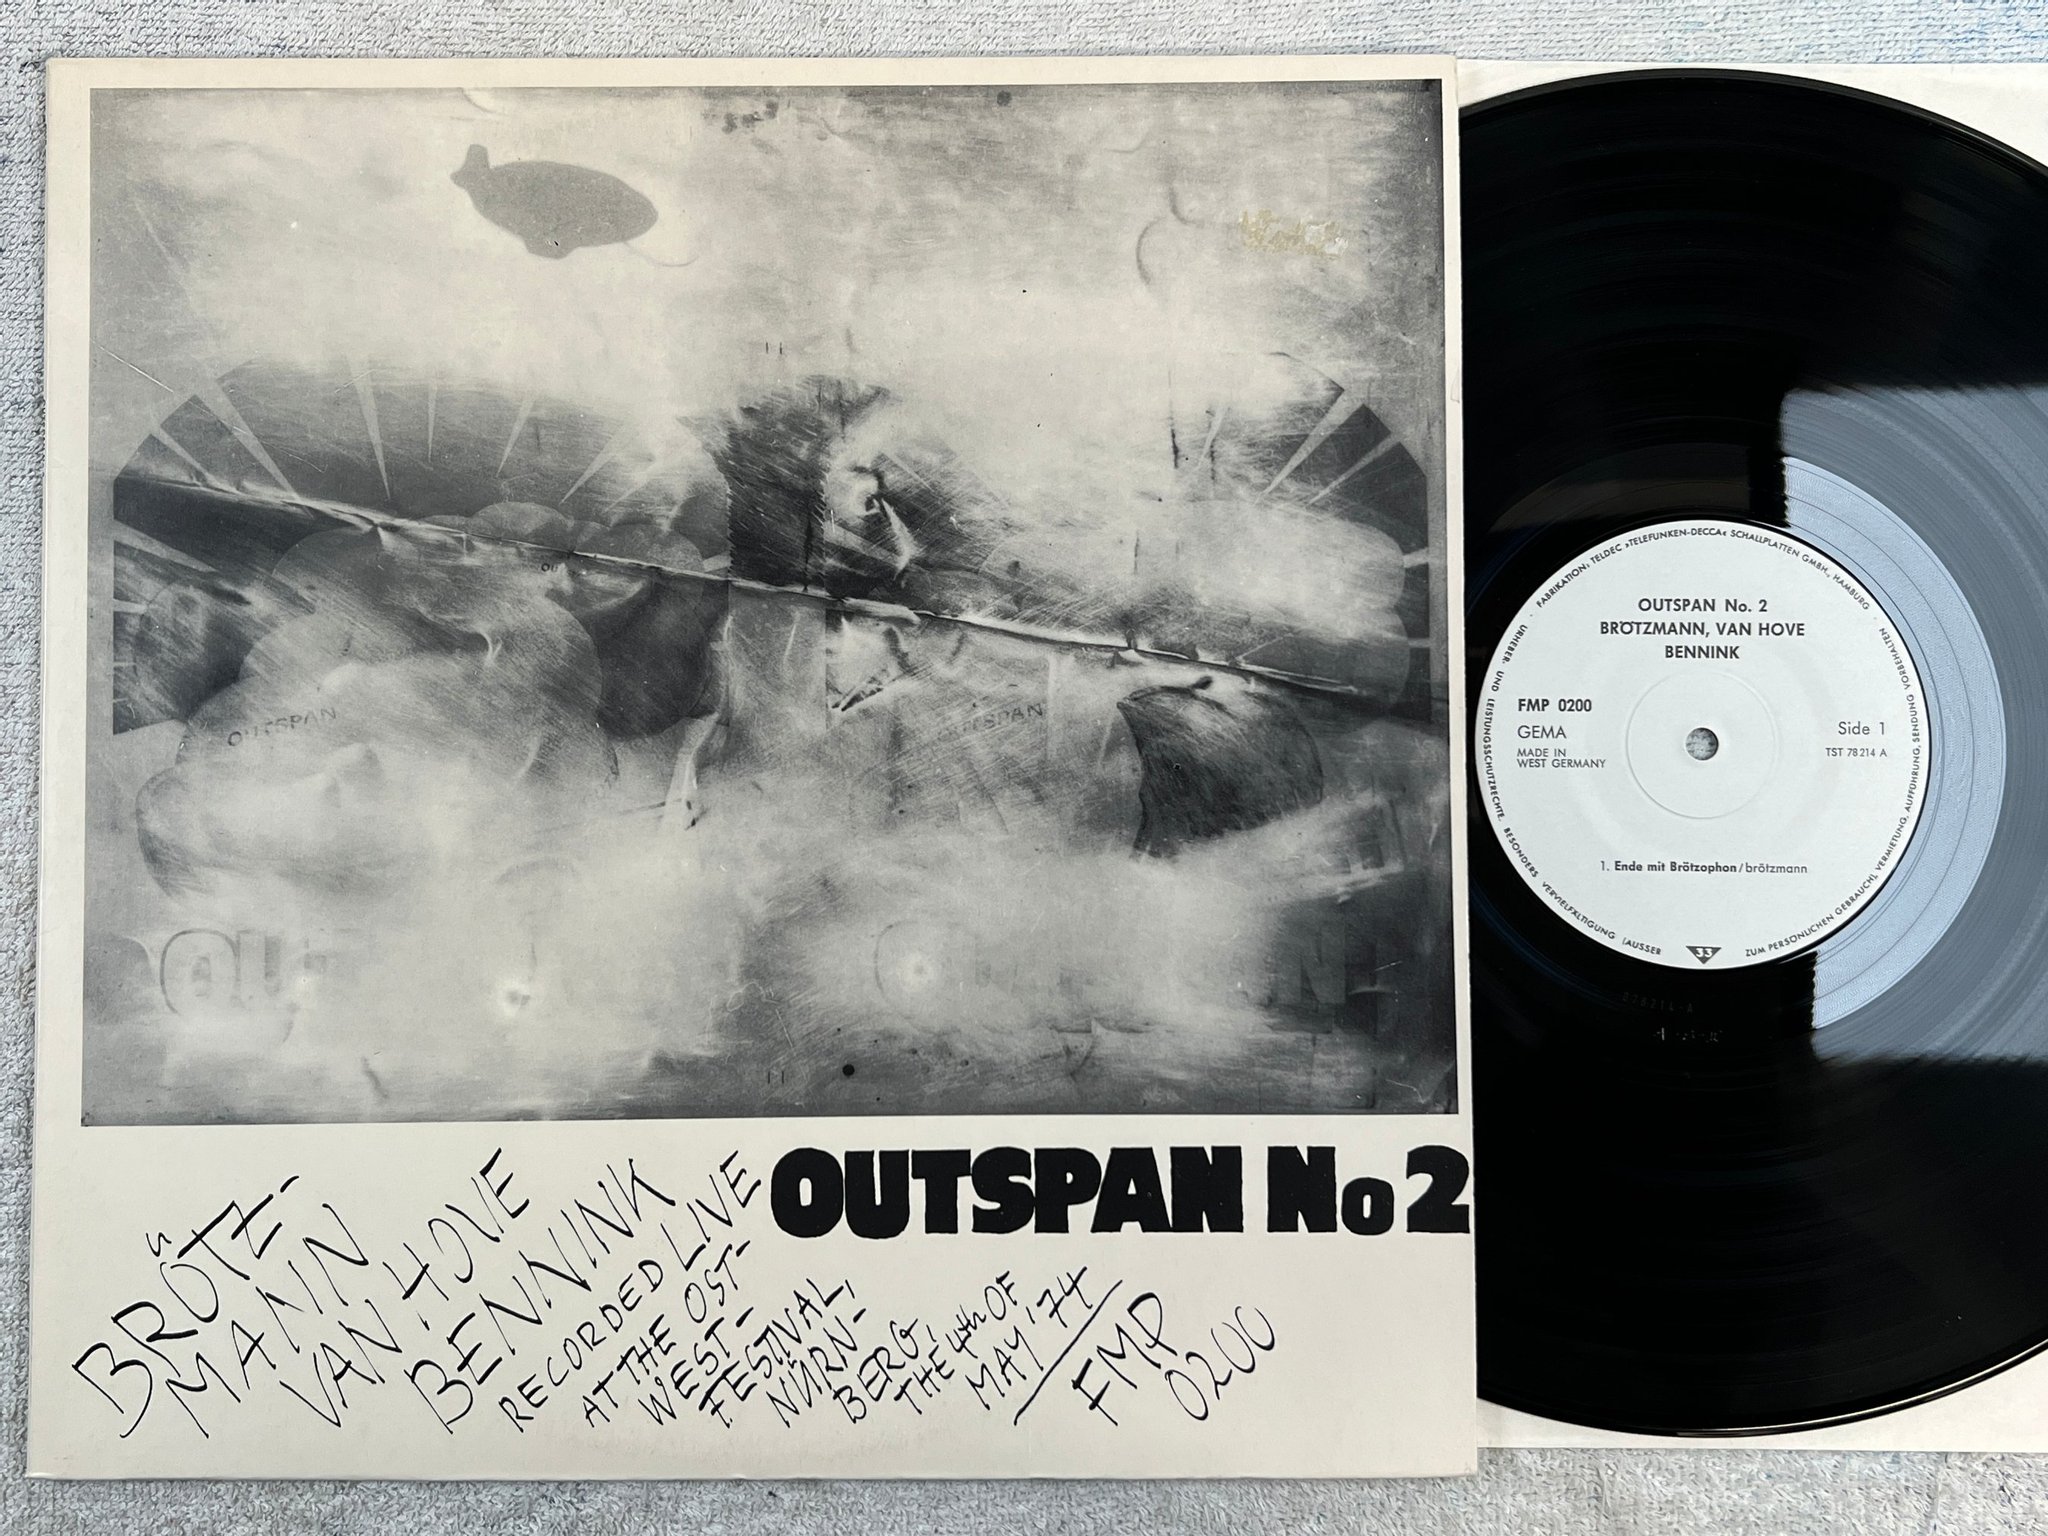 OUTSPAN
OUTSPAN
OU
OUTSPAN No 2
BRÖTZ-
MANN
VAN HOVE
BENNINK
RECORDED LIVE
AT THE OST-
WEST-
FESTIVAL,
NÜRN-
BERG,
THE 4th OF
MAY '74
FMP
0200
FABRIKATION: TELDEC »TELEFUNKEN-DECCA« SCHALLPLATTEN GMBH., HAMBURG
URHEBER- UND LEISTUNGSSCHUTZRECHTE, BESONDERS VERVIELFÄLTIGUNG (AUSSER ZUM PERSÖNLICHEN GEBRAUCH), VERMIETUNG, AUFFÜHRUNG, SENDUNG VORBEHALTEN
OUTSPAN No. 2
BRÖTZMANN, VAN HOVE
BENNINK
FMP 0200
GEMA
MADE IN
WEST GERMANY
Side 1
TST 78214 A
1. Ende mit Brötzophon/brötzmann
33